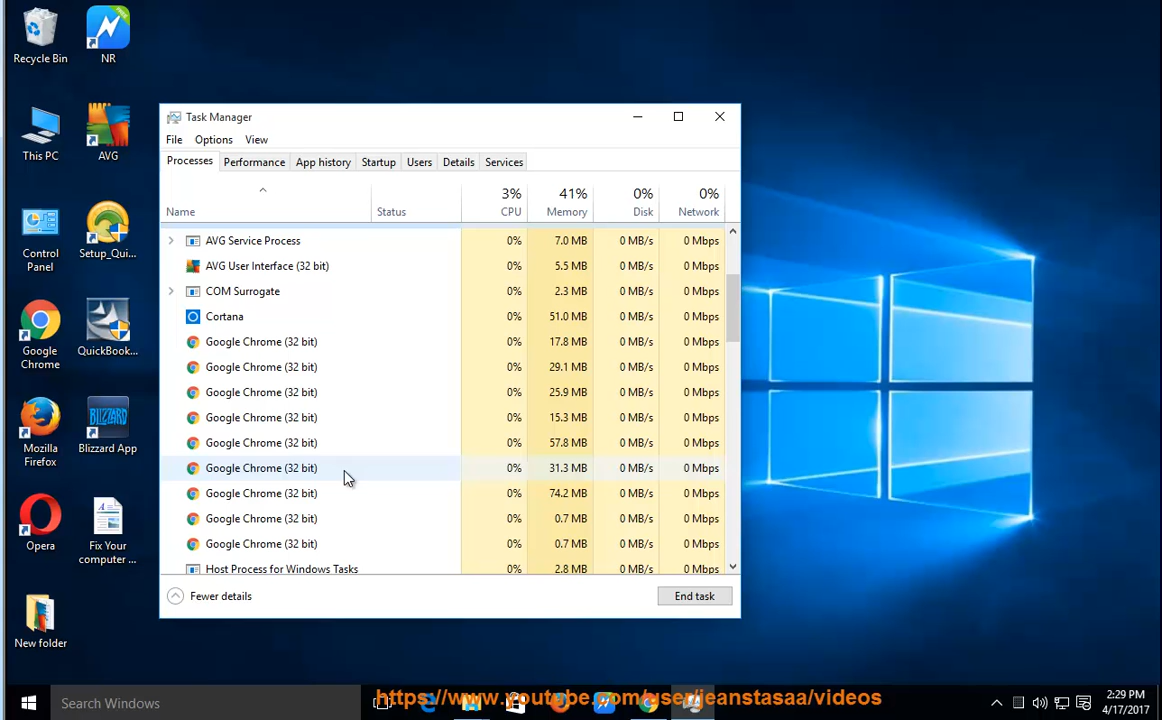 Recycle Bin
NR
This PC
AVG
Control Panel
Setup_Qui...
Google Chrome
QuickBook...
Mozilla Firefox
Blizzard App
Opera
Fix Your computer ...
New folder
Task Manager
File Options View
Processes Performance App history Startup Users Details Services
3% 41% 0% 0%
Name Status CPU Memory Disk Network
AVG Service Process 0% 7.0 MB 0 MB/s 0 Mbps
AVG User Interface (32 bit) 0% 5.5 MB 0 MB/s 0 Mbps
COM Surrogate 0% 2.3 MB 0 MB/s 0 Mbps
Cortana 0% 51.0 MB 0 MB/s 0 Mbps
Google Chrome (32 bit) 0% 17.8 MB 0 MB/s 0 Mbps
Google Chrome (32 bit) 0% 29.1 MB 0 MB/s 0 Mbps
Google Chrome (32 bit) 0% 25.9 MB 0 MB/s 0 Mbps
Google Chrome (32 bit) 0% 15.3 MB 0 MB/s 0 Mbps
Google Chrome (32 bit) 0% 57.8 MB 0 MB/s 0 Mbps
Google Chrome (32 bit) 0% 31.3 MB 0 MB/s 0 Mbps
Google Chrome (32 bit) 0% 74.2 MB 0 MB/s 0 Mbps
Google Chrome (32 bit) 0% 0.7 MB 0 MB/s 0 Mbps
Google Chrome (32 bit) 0% 0.7 MB 0 MB/s 0 Mbps
Host Process for Windows Tasks 0% 2.8 MB 0 MB/s 0 Mbps
Fewer details End task
Search Windows
https://www.youtube.com/user/jeanstasaa/videos
2:29 PM
4/17/2017